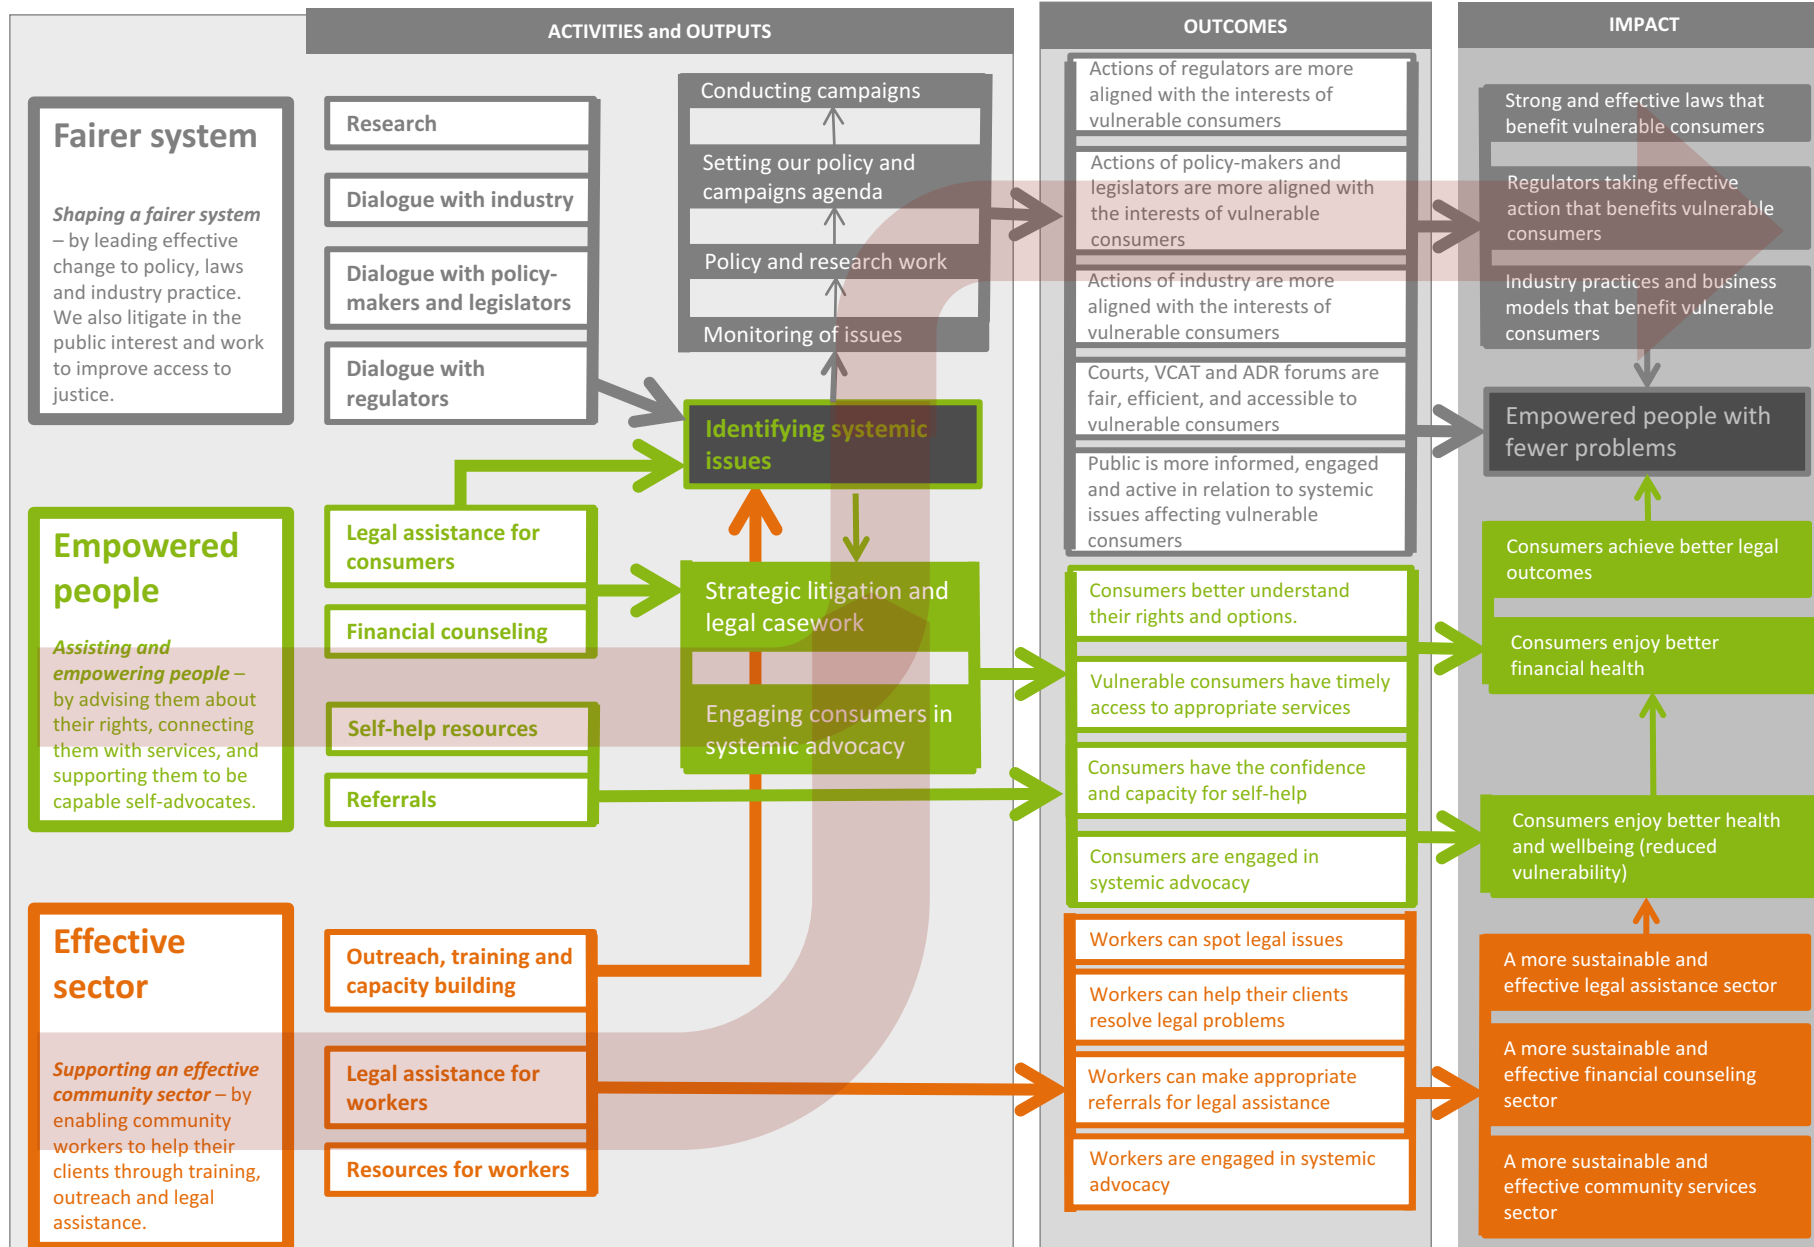 ACTIVITIES and OUTPUTS
OUTCOMES
IMPACT
Fairer system
Shaping a fairer system
– by leading effective
change to policy, laws
and industry practice.
We also litigate in the
public interest and work
to improve access to
justice.
Research
Dialogue with industry
Dialogue with policy-
makers and legislators
Dialogue with
regulators
Conducting campaigns
Setting our policy and
campaigns agenda
Policy and research work
Monitoring of issues
Identifying systemic
issues
Actions of regulators are more
aligned with the interests of
vulnerable consumers
Actions of policy-makers and
legislators are more aligned with
the interests of vulnerable
consumers
Actions of industry are more
aligned with the interests of
vulnerable consumers
Courts, VCAT and ADR forums are
fair, efficient, and accessible to
vulnerable consumers
Public is more informed, engaged
and active in relation to systemic
issues affecting vulnerable
consumers
Strong and effective laws that
benefit vulnerable consumers
Regulators taking effective
action that benefits vulnerable
consumers
Industry practices and business
models that benefit vulnerable
consumers
Empowered people with
fewer problems
Empowered
people
Assisting and
empowering people –
by advising them about
their rights, connecting
them with services, and
supporting them to be
capable self-advocates.
Legal assistance for
consumers
Financial counseling
Self-help resources
Referrals
Strategic litigation and
legal casework
Engaging consumers in
systemic advocacy
Consumers better understand
their rights and options.
Vulnerable consumers have timely
access to appropriate services
Consumers have the confidence
and capacity for self-help
Consumers are engaged in
systemic advocacy
Consumers achieve better legal
outcomes
Consumers enjoy better
financial health
Consumers enjoy better health
and wellbeing (reduced
vulnerability)
Effective
sector
Supporting an effective
community sector – by
enabling community
workers to help their
clients through training,
outreach and legal
assistance.
Outreach, training and
capacity building
Legal assistance for
workers
Resources for workers
Workers can spot legal issues
Workers can help their clients
resolve legal problems
Workers can make appropriate
referrals for legal assistance
Workers are engaged in systemic
advocacy
A more sustainable and
effective legal assistance sector
A more sustainable and
effective financial counseling
sector
A more sustainable and
effective community services
sector